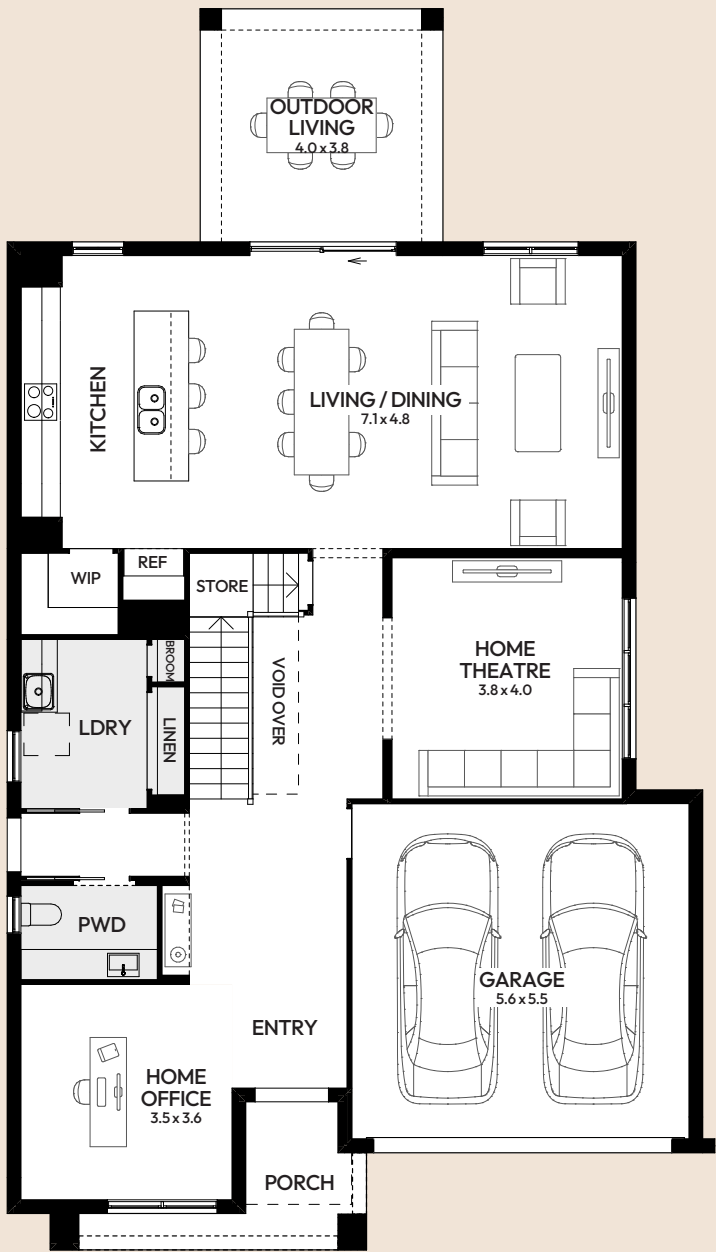 OUTDOOR
LIVING
4.0 x 3.8
KITCHEN
LIVING / DINING
7.1 x 4.8
WIP
REF
STORE
BROOM
VOID OVER
HOME
THEATRE
3.8 x 4.0
LDRY
LINEN
PWD
GARAGE
5.6 x 5.5
ENTRY
HOME
OFFICE
3.5 x 3.6
PORCH